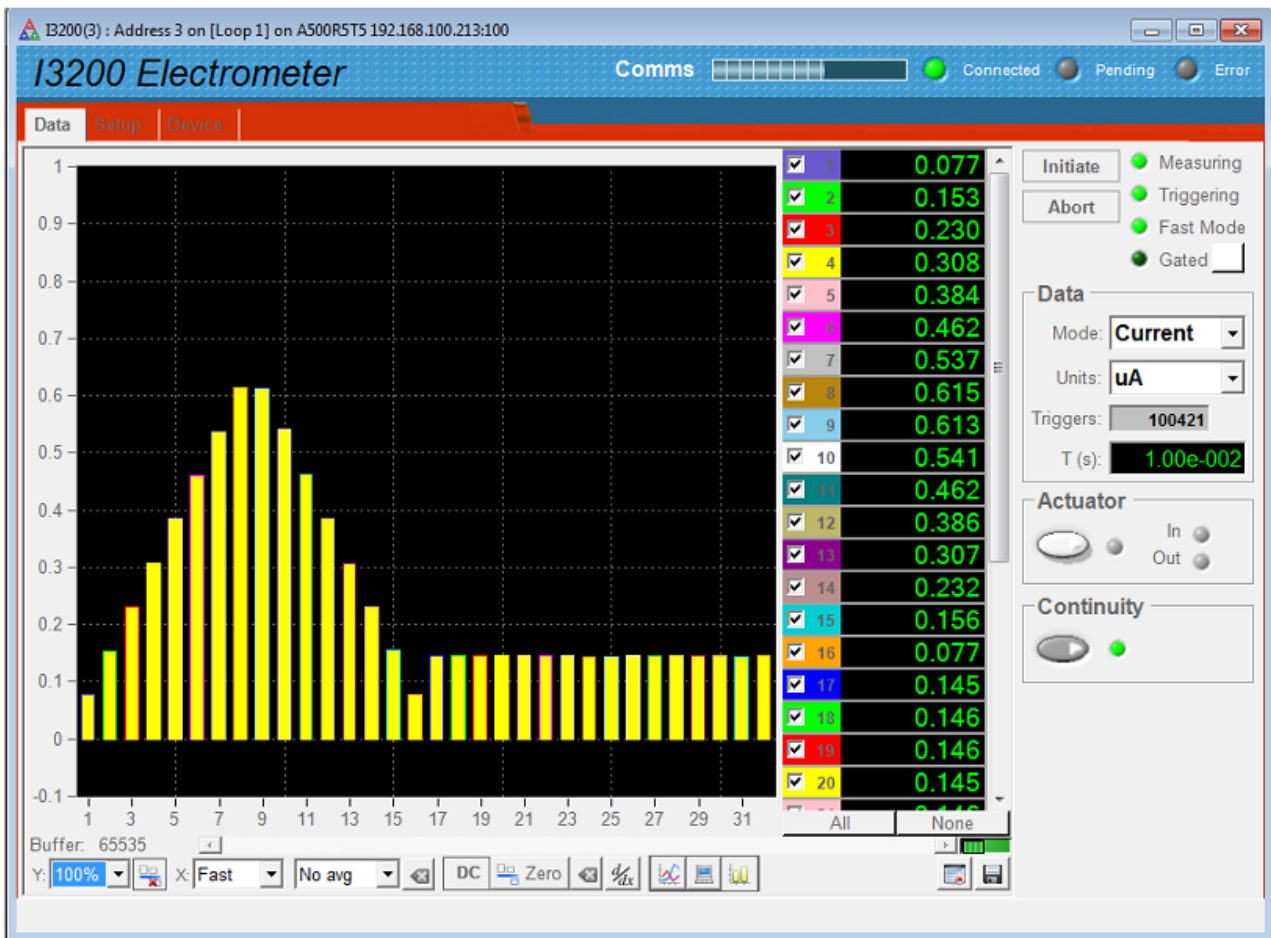 I3200(3) : Address 3 on [Loop 1] on A500R5T5 192.168.100.213:100
I3200 Electrometer
Comms
Connected
Pending
Error
Data
Setup
Device
1
0.9
0.8
0.7
0.6
0.5
0.4
0.3
0.2
0.1
0
-0.1
1 3 5 7 9 11 13 15 17 19 21 23 25 27 29 31
1 0.077
2 0.153
3 0.230
4 0.308
5 0.384
6 0.462
7 0.537
8 0.615
9 0.613
10 0.541
11 0.462
12 0.386
13 0.307
14 0.232
15 0.156
16 0.077
17 0.145
18 0.146
19 0.146
20 0.145
All
None
Initiate
Abort
Measuring
Triggering
Fast Mode
Gated
Data
Mode: Current
Units: uA
Triggers: 100421
T (s): 1.00e-002
Actuator
In
Out
Continuity
Buffer: 65535
Y: 100%
X: Fast
No avg
DC
Zero
d/dx